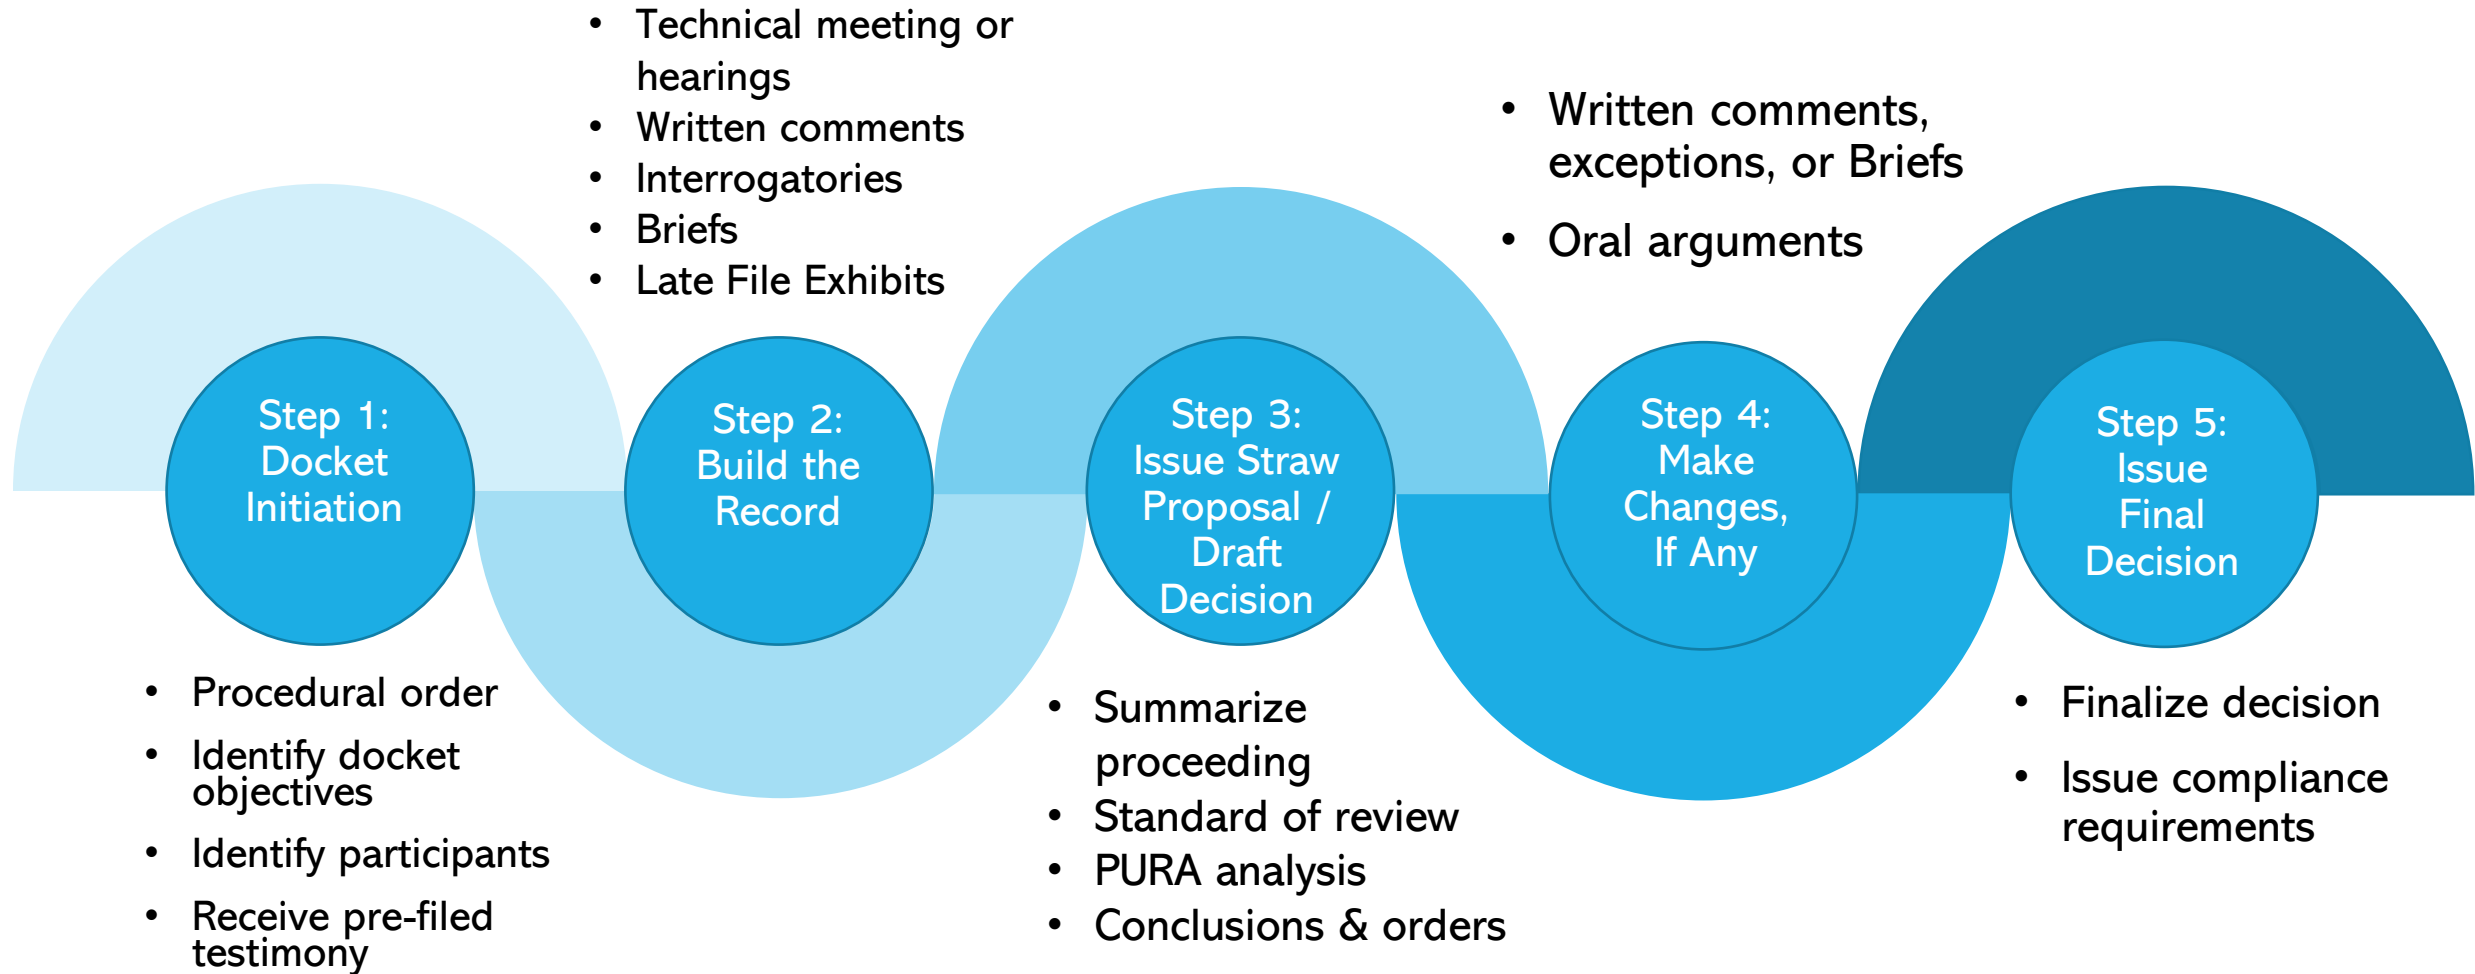 Step 1:
Docket
Initiation
• Procedural order
• Identify docket
objectives
• Identify participants
• Receive pre-filed
testimony
• Technical meeting or
hearings
• Written comments
• Interrogatories
• Briefs
• Late File Exhibits
Step 2:
Build the
Record
Step 3:
Issue Straw
Proposal /
Draft
Decision
• Summarize
proceeding
• Standard of review
• PURA analysis
• Conclusions & orders
• Written comments,
exceptions, or Briefs
• Oral arguments
Step 4:
Make
Changes,
If Any
Step 5:
Issue
Final
Decision
• Finalize decision
• Issue compliance
requirements